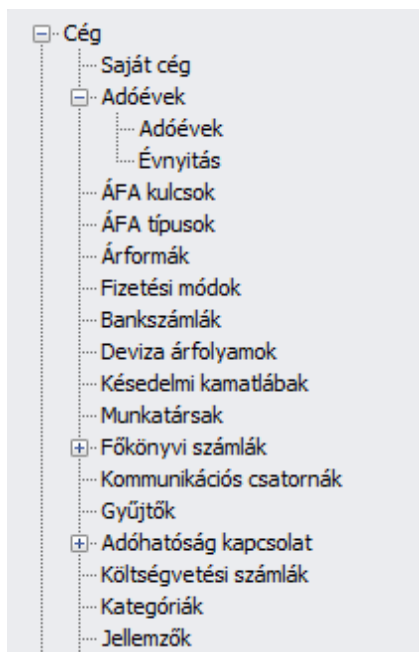 Cég
Saját cég
Adóévek
Adóévek
Évnyitás
ÁFA kulcsok
ÁFA típusok
Árformák
Fizetési módok
Bankszámlák
Deviza árfolyamok
Késedelmi kamatlábak
Munkatársak
Főkönyvi számlák
Kommunikációs csatornák
Gyűjtők
Adóhatóság kapcsolat
Költségvetési számlák
Kategóriák
Jellemzők